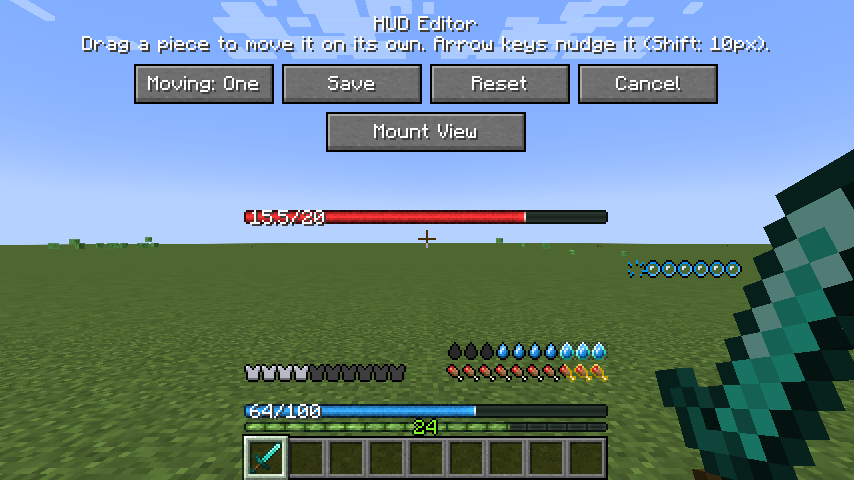 HUD Editor
Drag a piece to move it on its own. Arrow keys nudge it (Shift: 10px).
Moving: One
Save
Reset
Cancel
Mount View
15.5/20
64/100
24